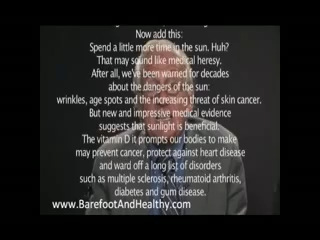 Now add this:
Spend a little more time in the sun. Huh?
That may sound like medical heresy.
After all, we've been warned for decades
about the dangers of the sun:
wrinkles, age spots and the increasing threat of skin cancer.
But new and impressive medical evidence
suggests that sunlight is beneficial.
The vitamin D it prompts our bodies to make
may prevent cancer, protect against heart disease
and ward off a long list of disorders
such as multiple sclerosis, rheumatoid arthritis,
diabetes and gum disease.
www.BarefootAndHealthy.com